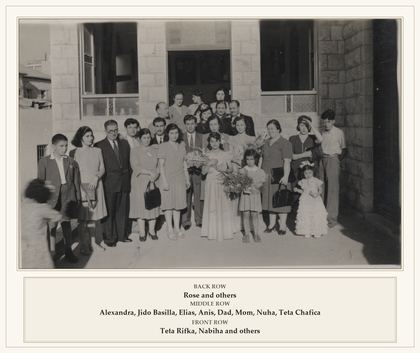 BACK ROW
Rose and others
MIDDLE ROW
Alexandra, Jido Basilla, Elias, Anis, Dad, Mom, Nuha, Teta Chafica
FRONT ROW
Teta Rifka, Nabiha and others